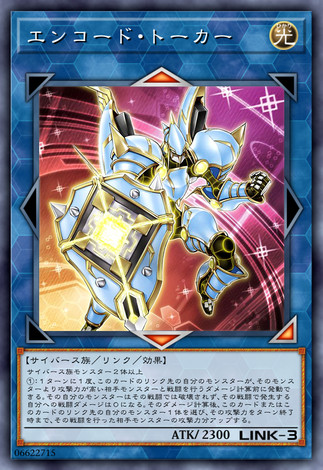 エンコード・トーカー
光
【サイバース族／リンク／効果】
サイバース族モンスター２体以上
①：１ターンに１度、このカードのリンク先の自分のモンスターが、そのモンス
ターより攻撃力が高い相手モンスターと戦闘を行うダメージ計算前に発動で
きる。その自分のモンスターはその戦闘では破壊されず、その戦闘で発生する
自分への戦闘ダメージは０になる。そのダメージ計算後、このカードまたはこ
のカードのリンク先の自分のモンスター１体を選び、その攻撃力をターン終了
時まで、その戦闘を行った相手モンスターの攻撃力分アップする。
ATK/ 2300 LINK-3
06622715